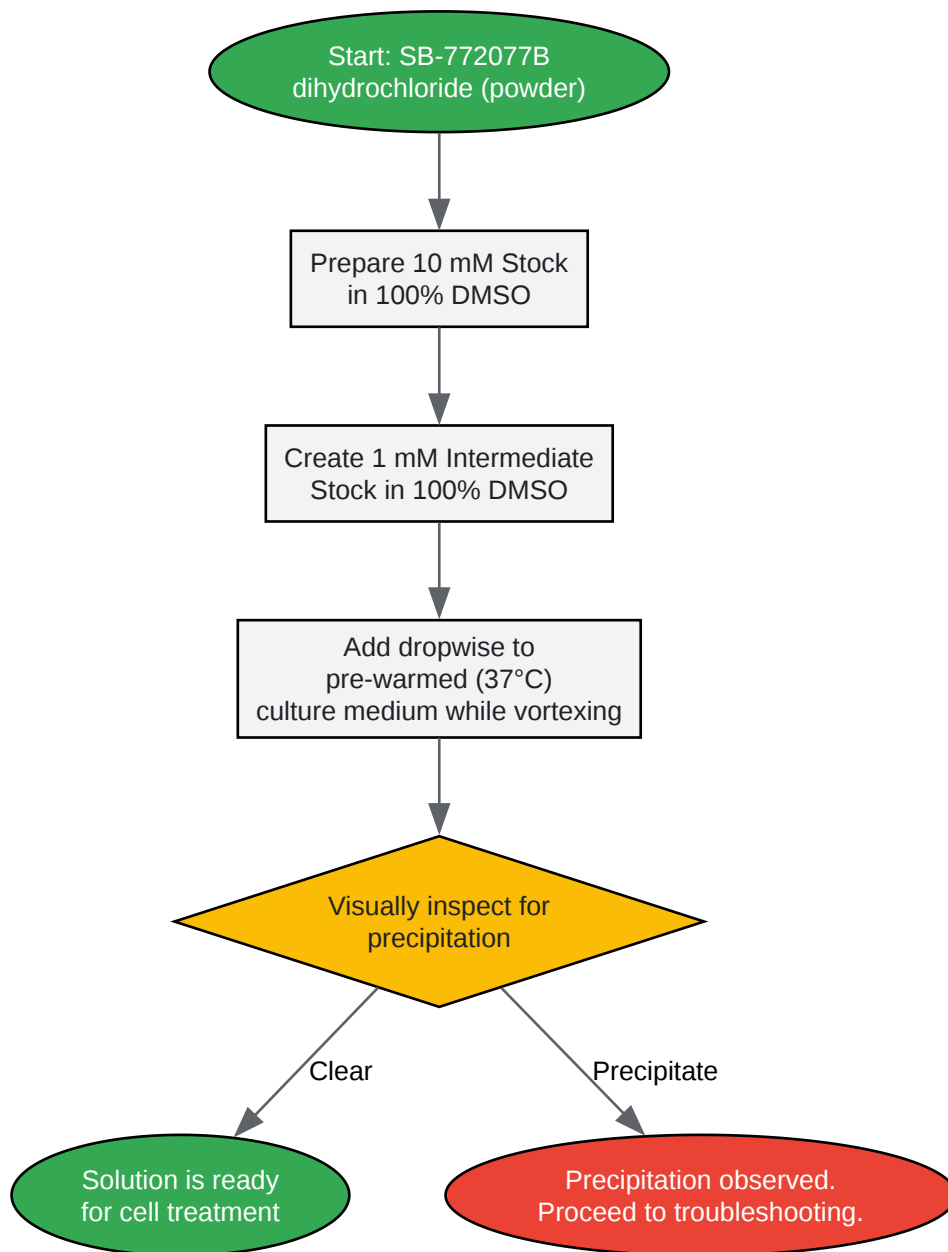 Start: SB-772077B
dihydrochloride (powder)
Prepare 10 mM Stock
in 100% DMSO
Create 1 mM Intermediate
Stock in 100% DMSO
Add dropwise to
pre-warmed (37°C)
culture medium while vortexing
Visually inspect for
precipitation
Clear
Precipitate
Solution is ready
for cell treatment
Precipitation observed.
Proceed to troubleshooting.